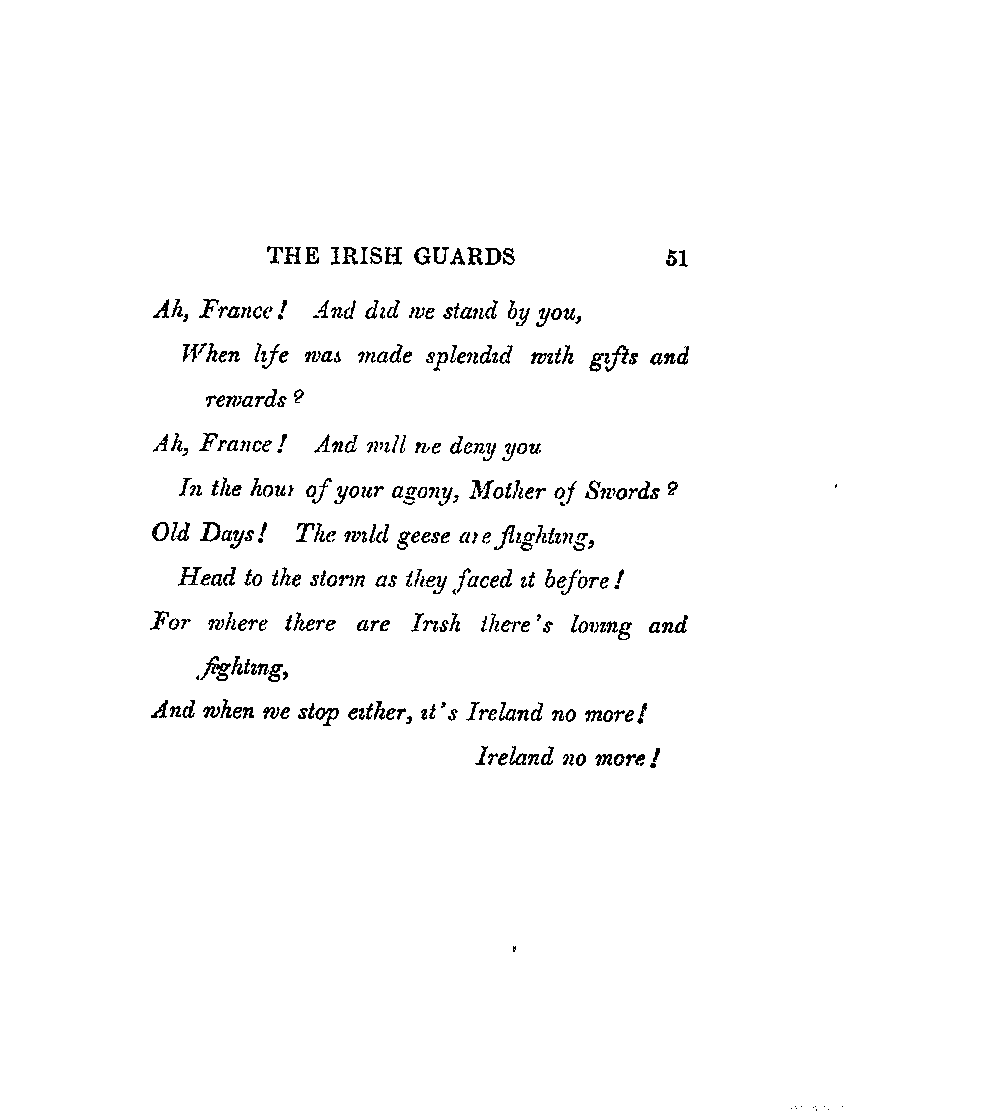 THE IRISH GUARDS 51
Ah, France! And did we stand by you,
When life was made splendid with gifts and
rewards?
Ah, France! And will we deny you
In the hour of your agony, Mother of Swords?
Old Days! The wild geese are flighting,
Head to the storm as they faced it before!
For where there are Irish there's loving and
fighting,
And when we stop either, it's Ireland no more!
Ireland no more!